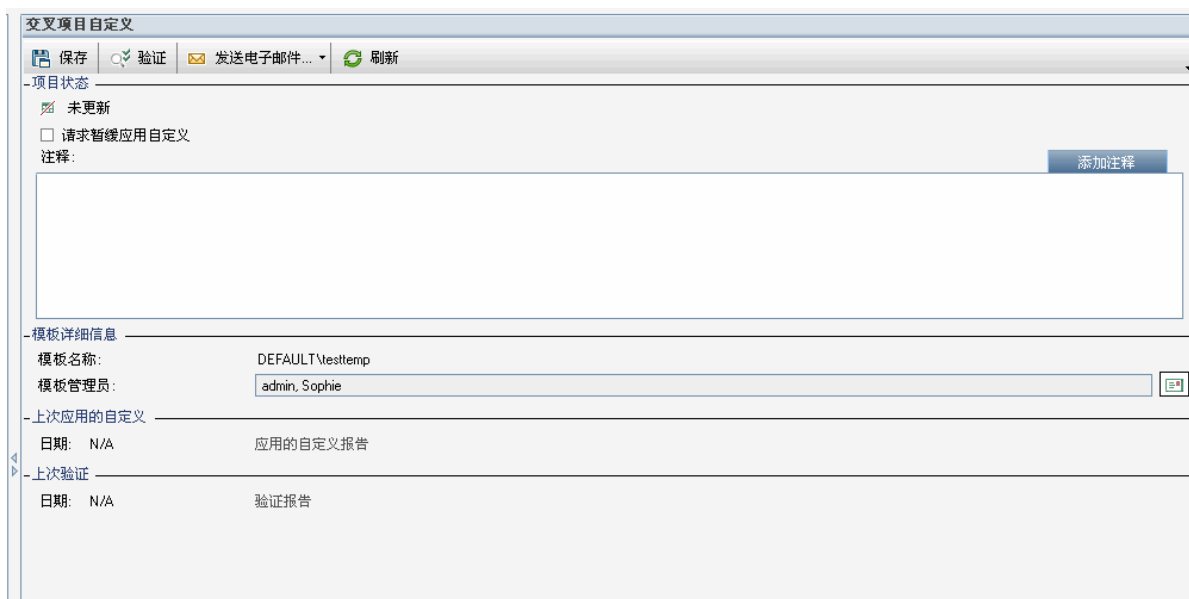 交叉项目自定义
保存 验证 发送电子邮件... 刷新
项目状态
未更新
请求暂缓应用自定义
注释:
添加注释
模板详细信息
模板名称: DEFAULT\testtemp
模板管理员: admin, Sophie
上次应用的自定义
日期: N/A 应用的自定义报告
上次验证
日期: N/A 验证报告